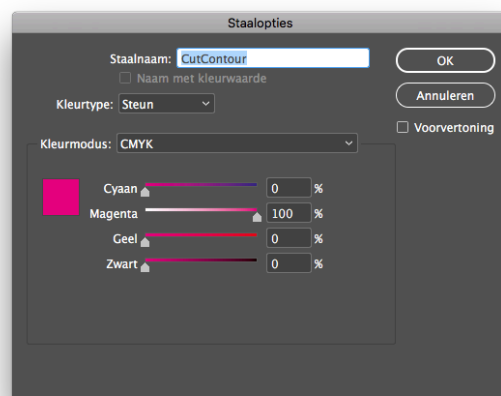 Staalopties
Staalnaam: CutContour
Naam met kleurwaarde
Kleurtype: Steun
Kleurmodus: CMYK
Cyaan 0 %
Magenta 100 %
Geel 0 %
Zwart 0 %
OK
Annuleren
Voorvertoning